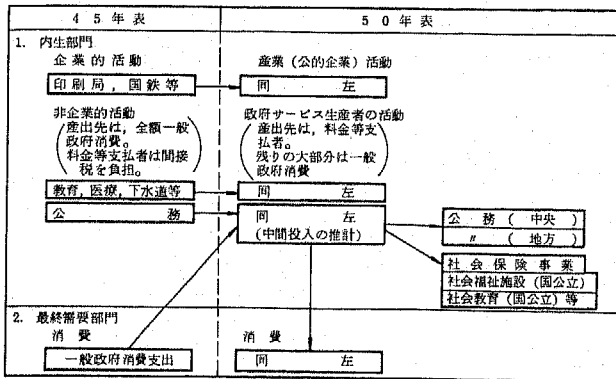 45年表
50年表
1. 内生部門
企業的活動
産業(公的企業)活動
印刷局,国鉄等
同左
非企業的活動
産出先は,全額一般
政府消費。
料金等支払者は間接
税を負担。
政府サービス生産者の活動
産出先は,料金等支
払者。
残りの大部分は一般
政府消費
教育,医療,下水道等
同左
公務
同左
(中間投入の推計)
公務(中央)
〃(地方)
社会保険事業
社会福祉施設(国公立)
社会教育(国公立)等
2. 最終需要部門
消費
消費
一般政府消費支出
同左